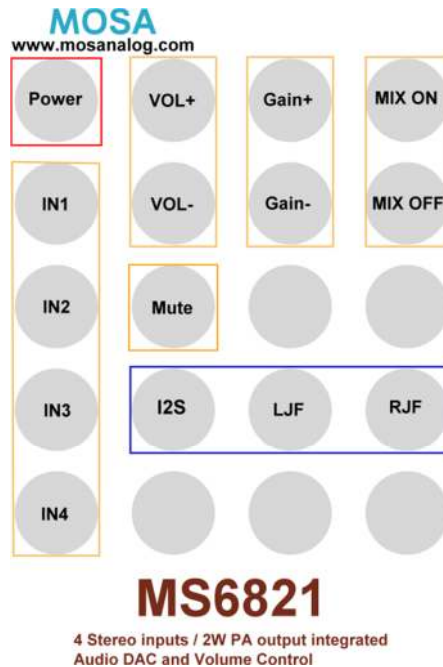 MOSA
www.mosanalog.com
Power VOL+ Gain+ MIX ON
IN1 VOL- Gain- MIX OFF
IN2 Mute
IN3 I2S LJF RJF
IN4
MS6821
4 Stereo inputs / 2W PA output integrated
Audio DAC and Volume Control